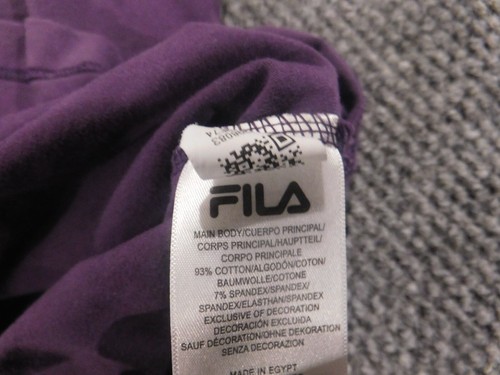 FILA
MAIN BODY/CUERPO PRINCIPAL/
CORPS PRINCIPAL/HAUPTTEIL/
CORPO PRINCIPALE
93% COTTON/ALGODÓN/COTON/
BAUMWOLLE/COTONE
7% SPANDEX/SPANDEX/
SPANDEX/ELASTHAN/SPANDEX
EXCLUSIVE OF DECORATION
DECORACIÓN EXCLUIDA
SAUF DÉCORATION/OHNE DEKORATION
SENZA DECORAZION
MADE IN EGYPT